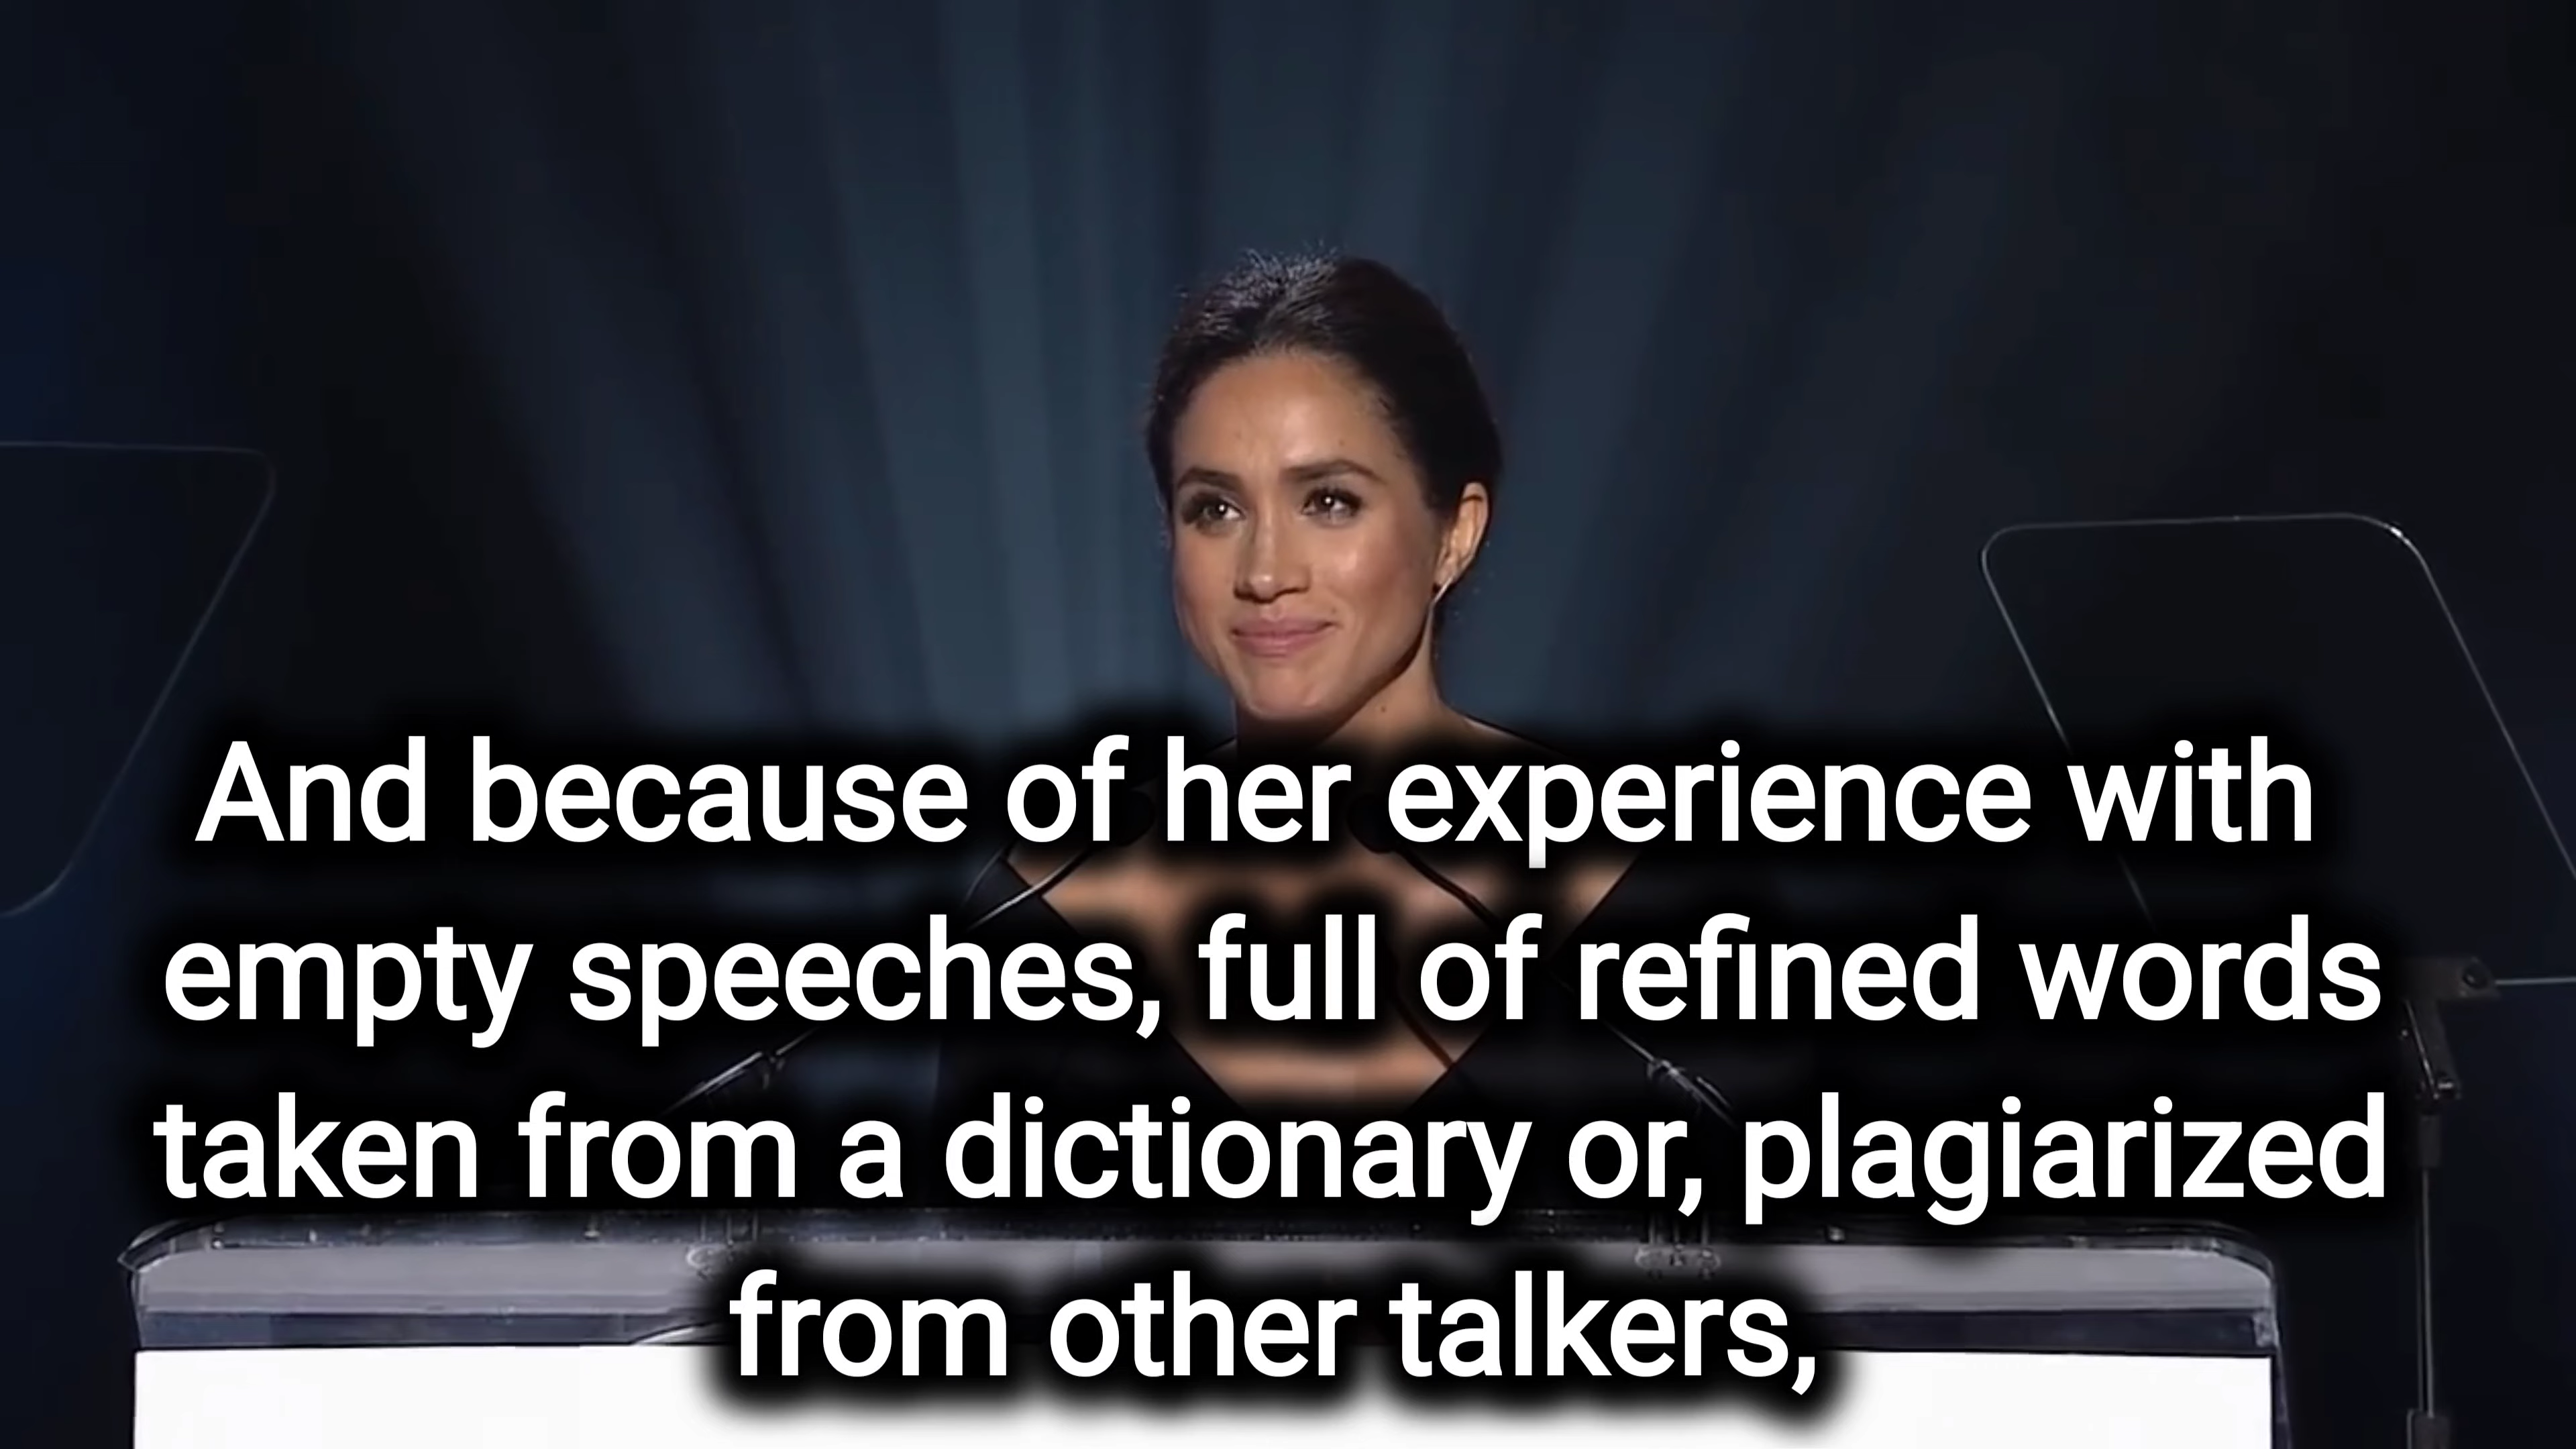 And because of her experience with
empty speeches, full of refined words
taken from a dictionary or, plagiarized
from other talkers,